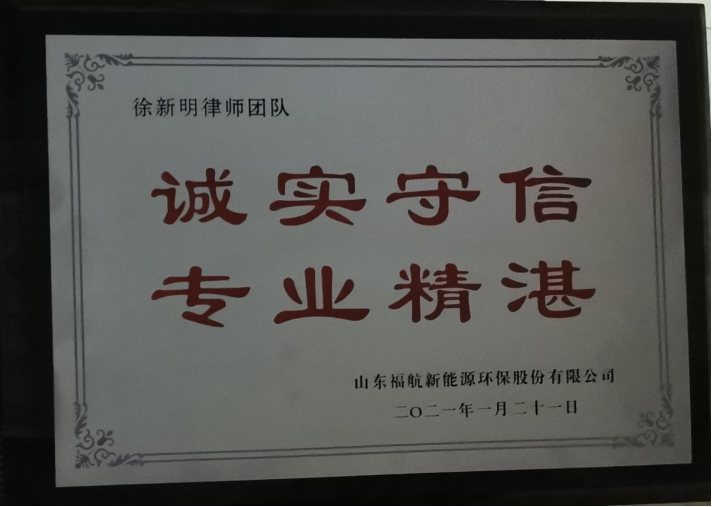 徐新明律师团队
诚实守信
专业精湛
山东福航新能源环保股份有限公司
二〇二一年一月二十一日